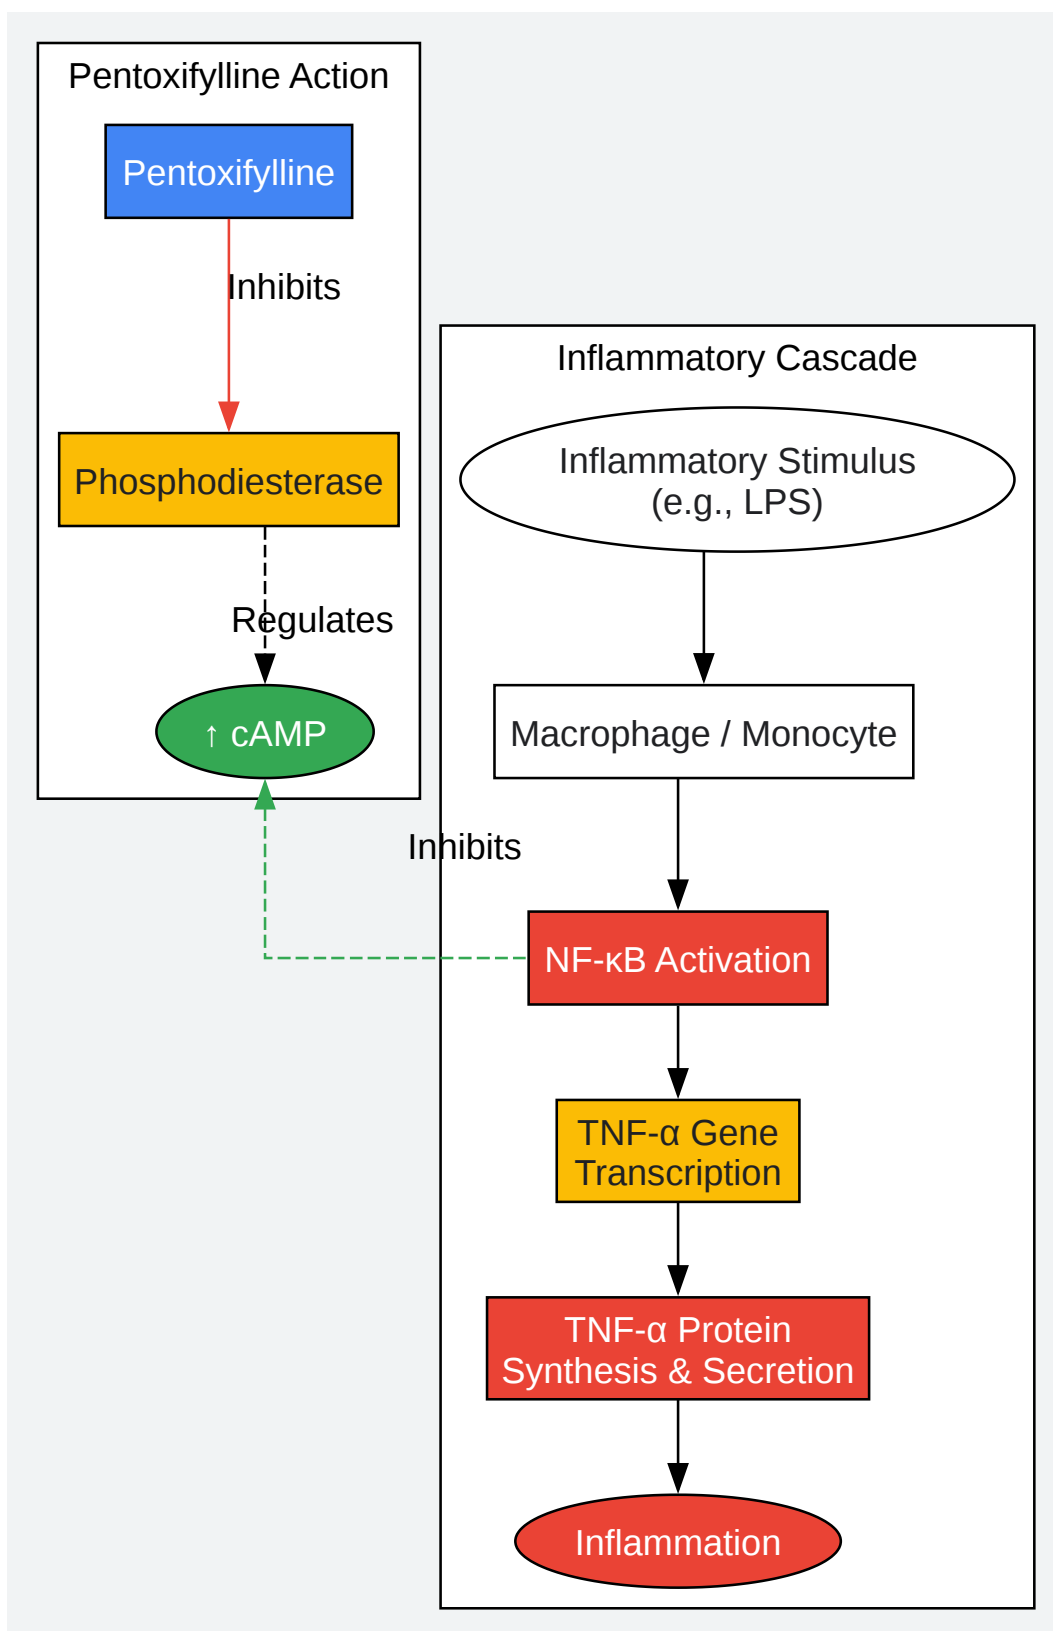 Pentoxifylline Action
Pentoxifylline
Inhibits
Phosphodiesterase
Regulates
↑ cAMP
Inflammatory Cascade
Inflammatory Stimulus
(e.g., LPS)
Macrophage / Monocyte
Inhibits
NF-κB Activation
TNF-α Gene
Transcription
TNF-α Protein
Synthesis & Secretion
Inflammation